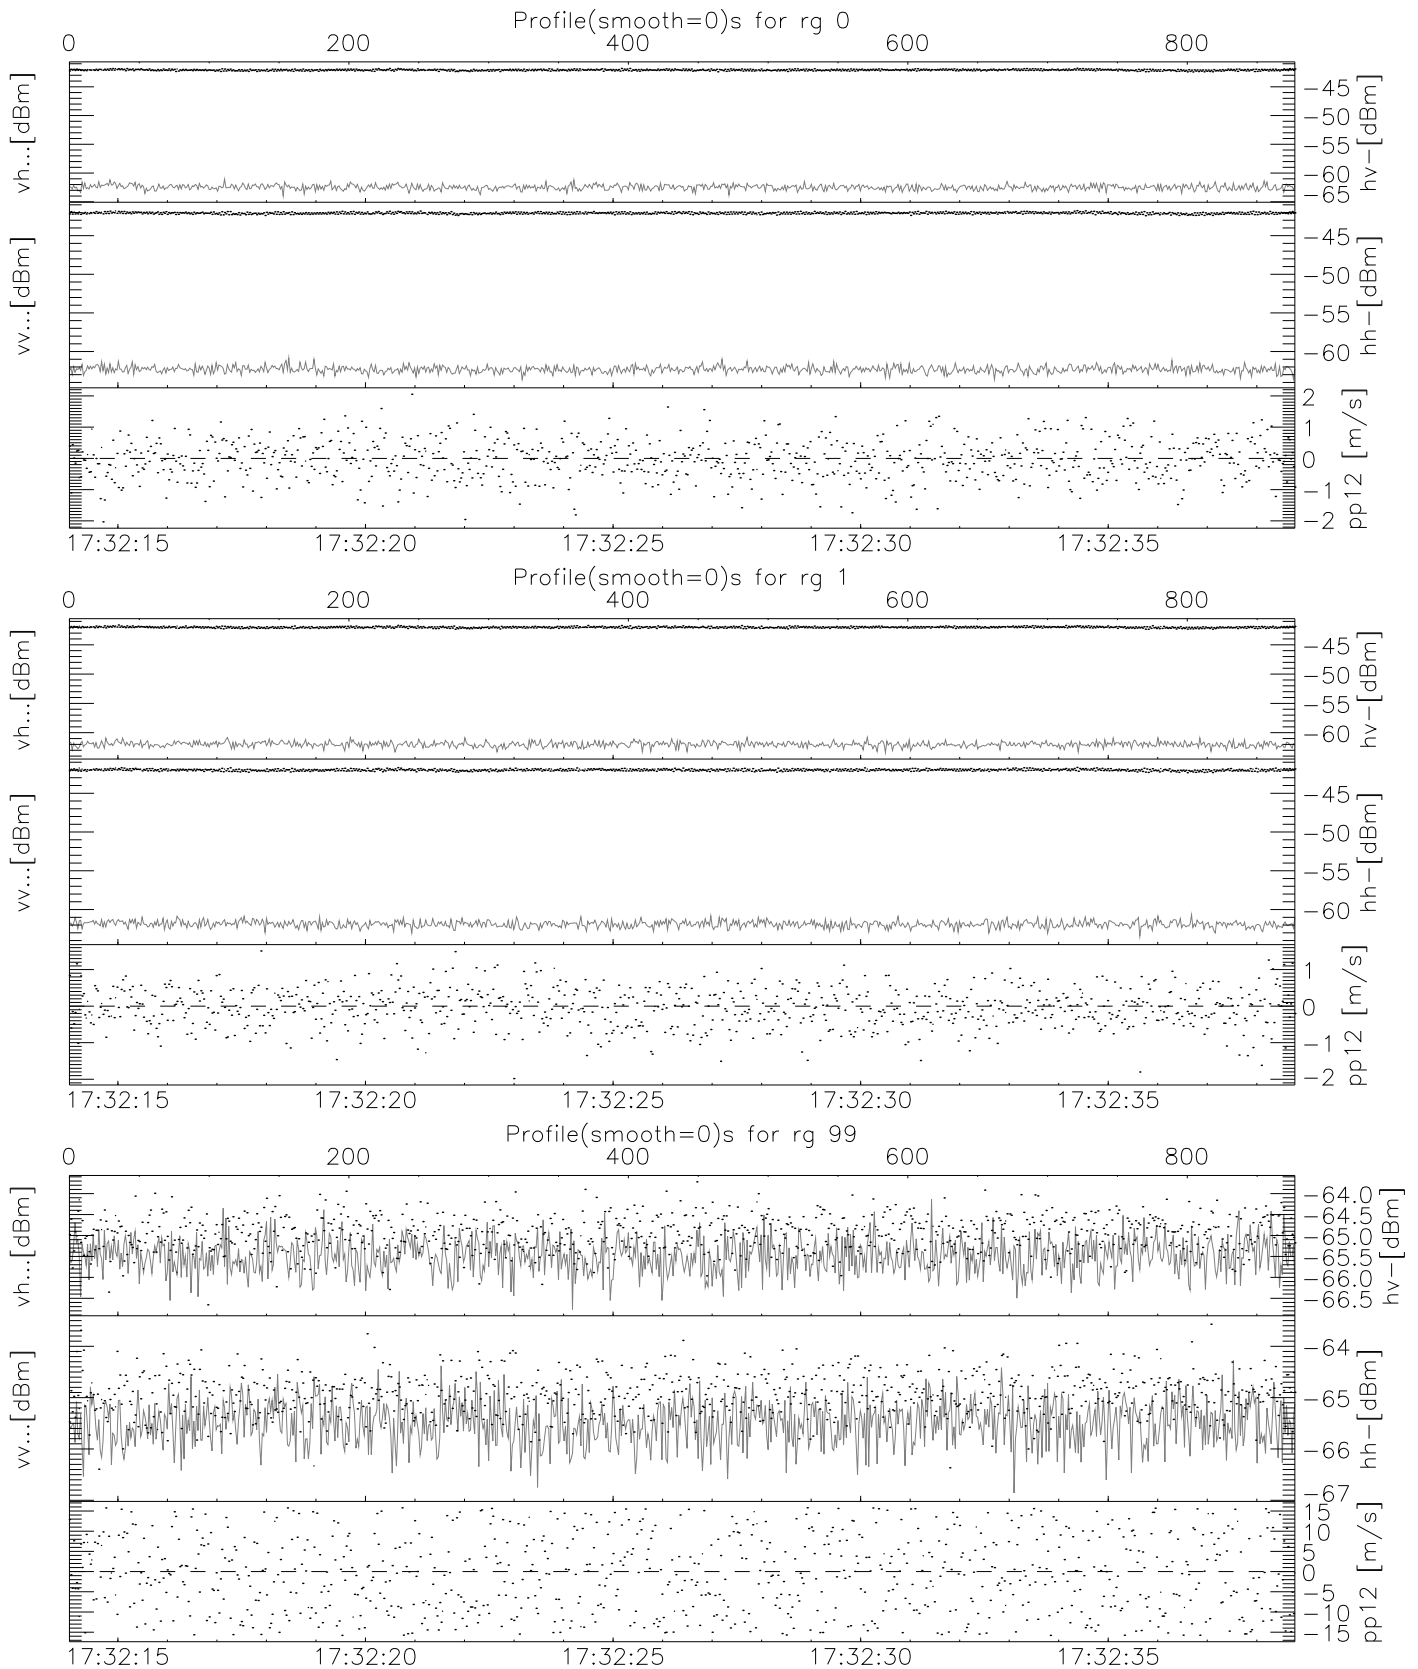 Profile(smooth=0)s for rg 0
0 200 400 600 800
vh...[dBm]
-45
-50
-55
-60
-65
hv-[dBm]
vv...[dBm]
-45
-50
-55
-60
hh-[dBm]
2
1
0
-1
-2
pp12 [m/s]
17:32:15 17:32:20 17:32:25 17:32:30 17:32:35
Profile(smooth=0)s for rg 1
0 200 400 600 800
vh...[dBm]
-45
-50
-55
-60
hv-[dBm]
vv...[dBm]
-45
-50
-55
-60
hh-[dBm]
1
0
-1
-2
pp12 [m/s]
17:32:15 17:32:20 17:32:25 17:32:30 17:32:35
Profile(smooth=0)s for rg 99
0 200 400 600 800
vh...[dBm]
-64.0
-64.5
-65.0
-65.5
-66.0
-66.5
hv-[dBm]
vv...[dBm]
-64
-65
-66
-67
hh-[dBm]
15
10
5
0
-5
-10
-15
pp12 [m/s]
17:32:15 17:32:20 17:32:25 17:32:30 17:32:35